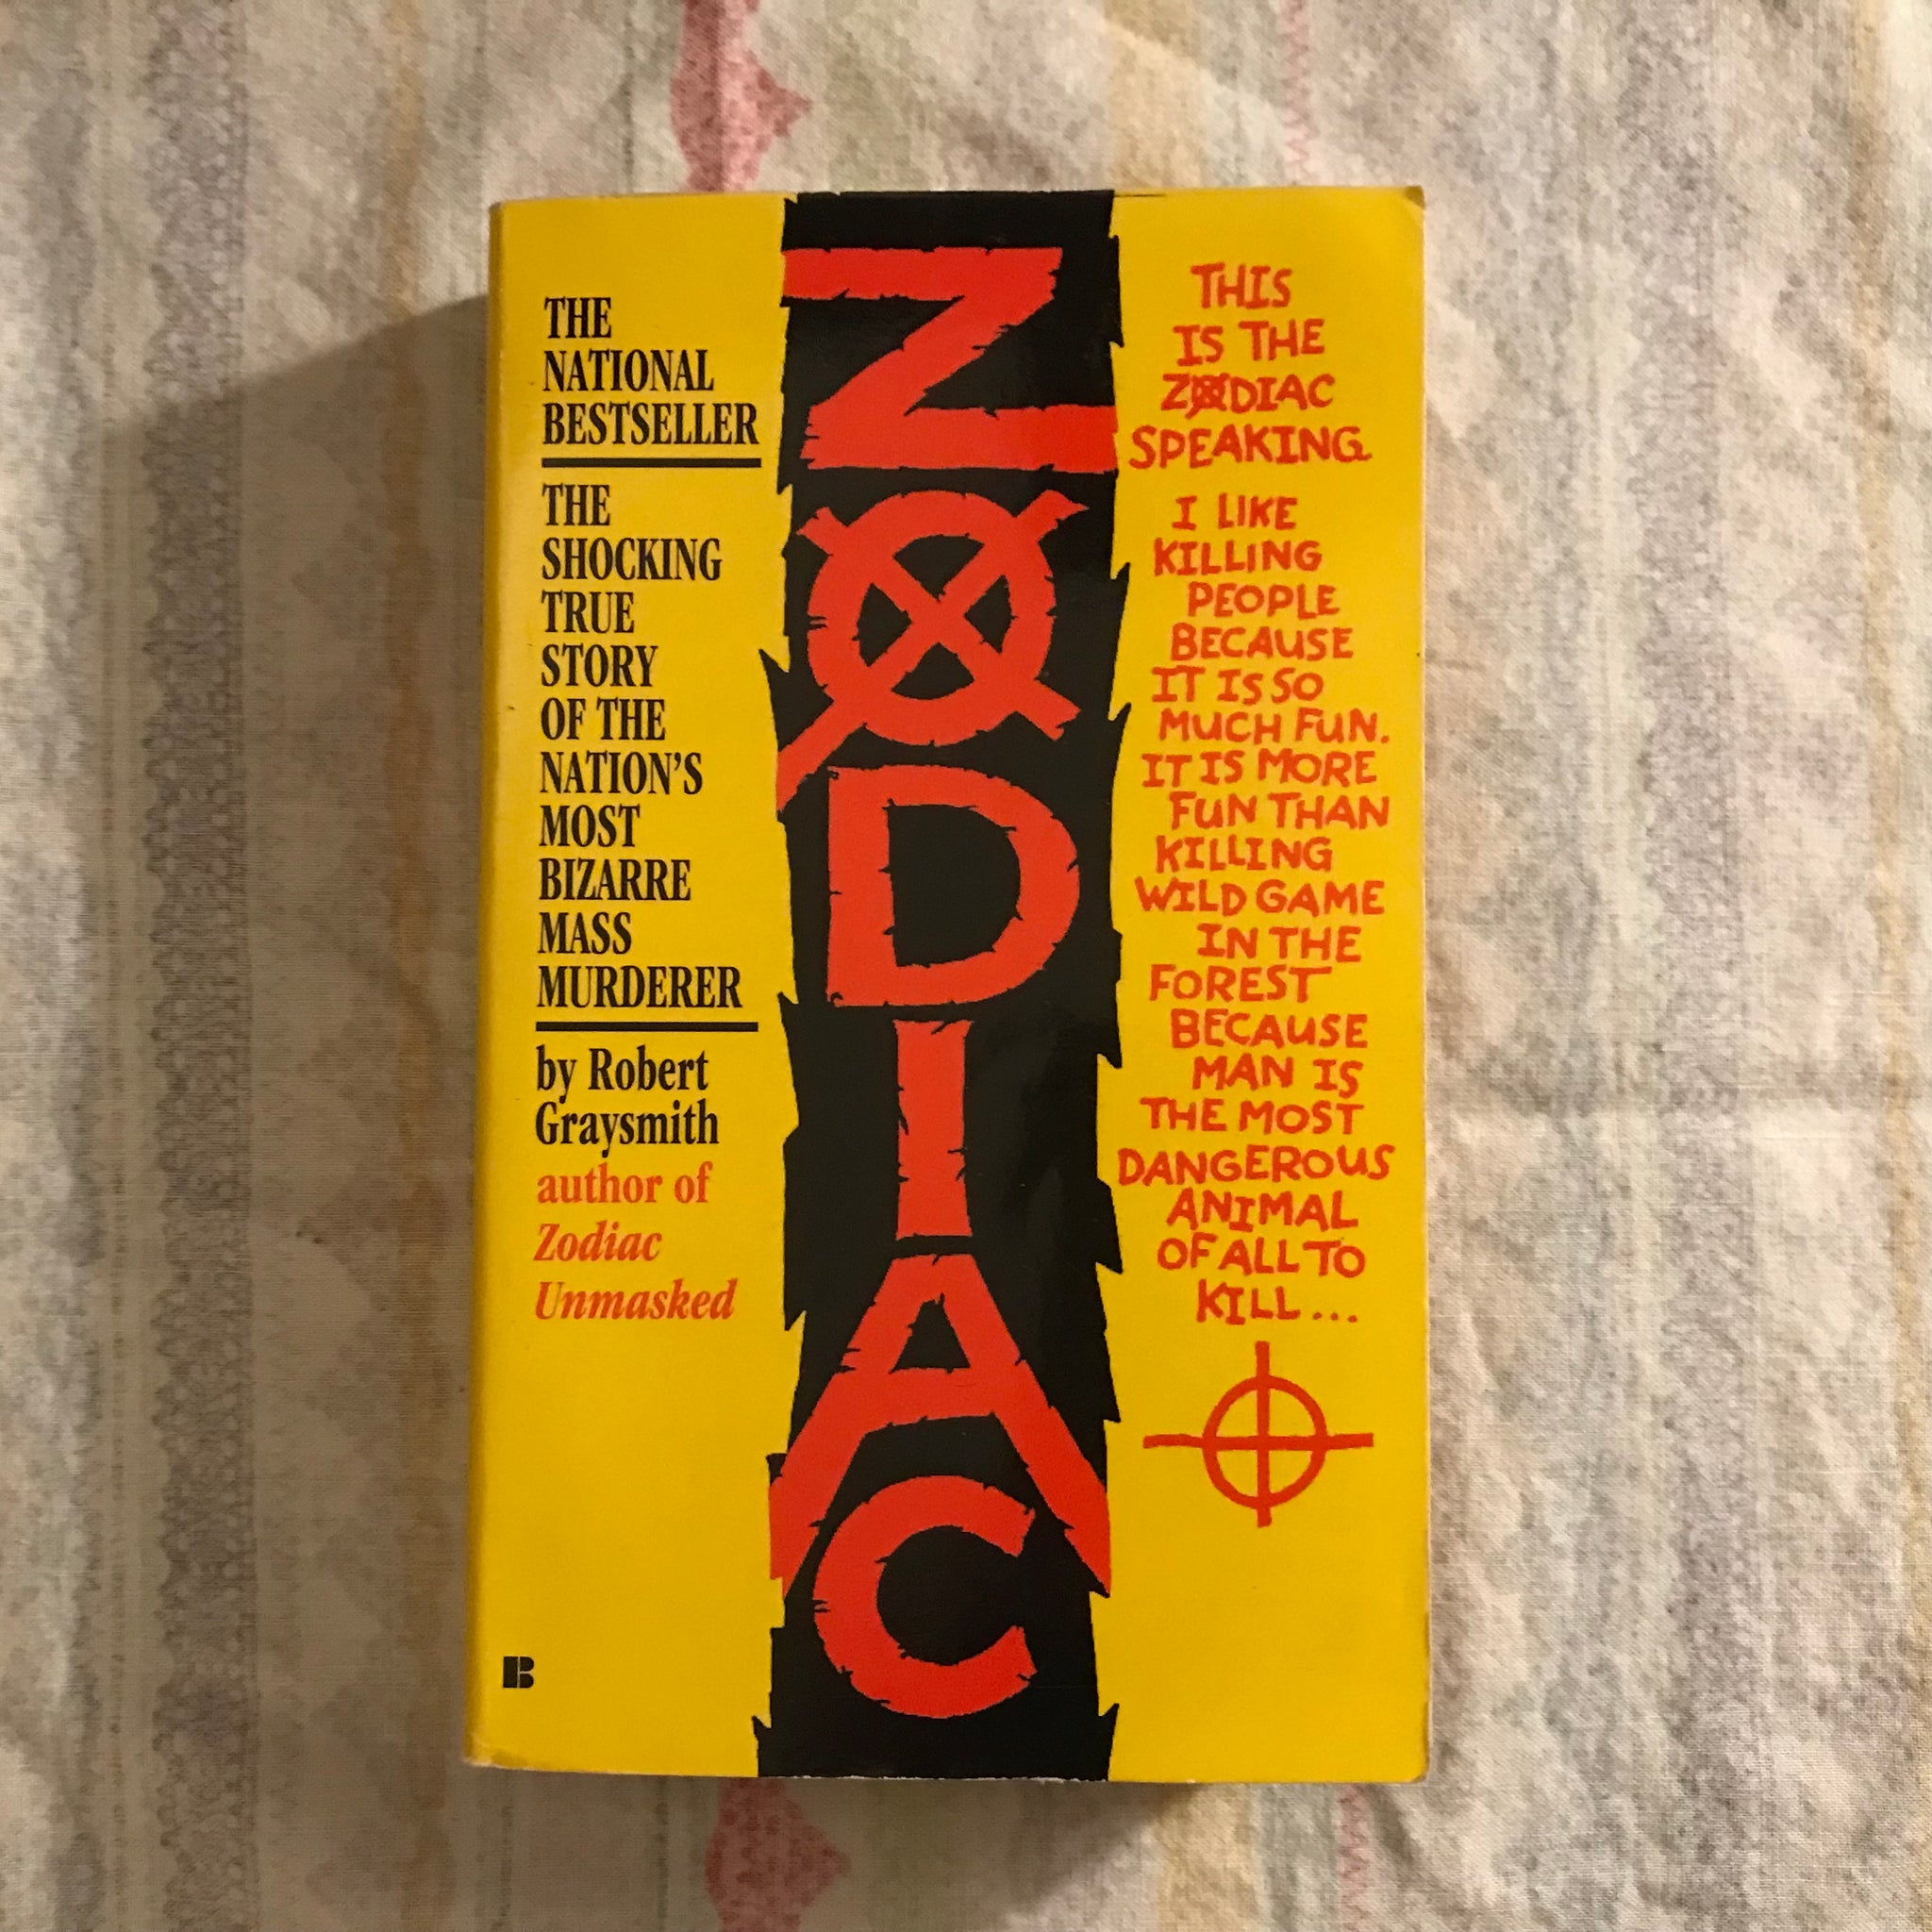 THE
NATIONAL
BESTSELLER
THE
SHOCKING
TRUE
STORY
OF THE
NATION'S
MOST
BIZARRE
MASS
MURDERER
by Robert
Graysmith
author of
Zodiac
Unmasked
B
ZODIAC
THIS
IS THE
ZODIAC
SPEAKING
I LIKE
KILLING
PEOPLE
BECAUSE
IT IS SO
MUCH FUN.
IT IS MORE
FUN THAN
KILLING
WILD GAME
IN THE
FOREST
BECAUSE
MAN IS
THE MOST
DANGEROUS
ANIMAL
OF ALL TO
KILL...